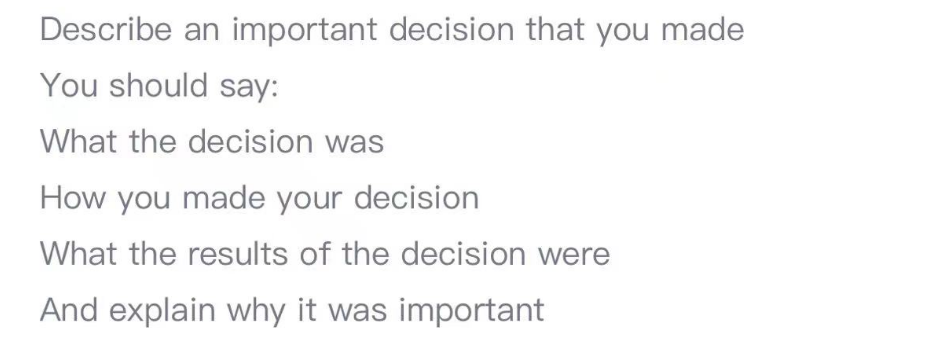 Describe an important decision that you made
You should say:
What the decision was
How you made your decision
What the results of the decision were
And explain why it was important